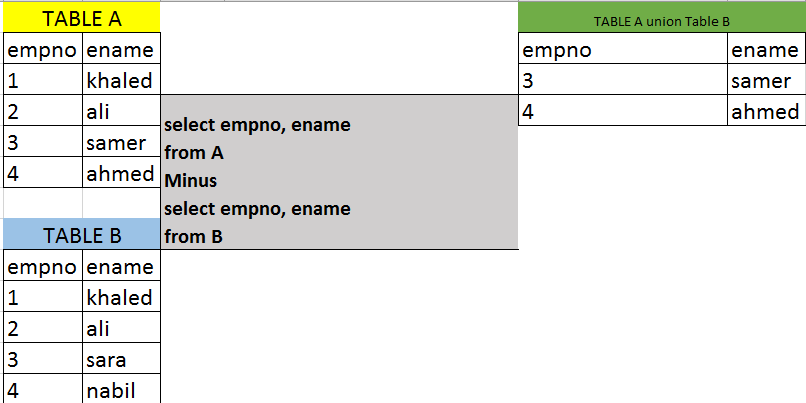 TABLE A
empno ename
1 khaled
2 ali
3 samer
4 ahmed
select empno, ename
from A
Minus
select empno, ename
from B
TABLE B
empno ename
1 khaled
2 ali
3 sara
4 nabil
TABLE A union Table B
empno ename
3 samer
4 ahmed